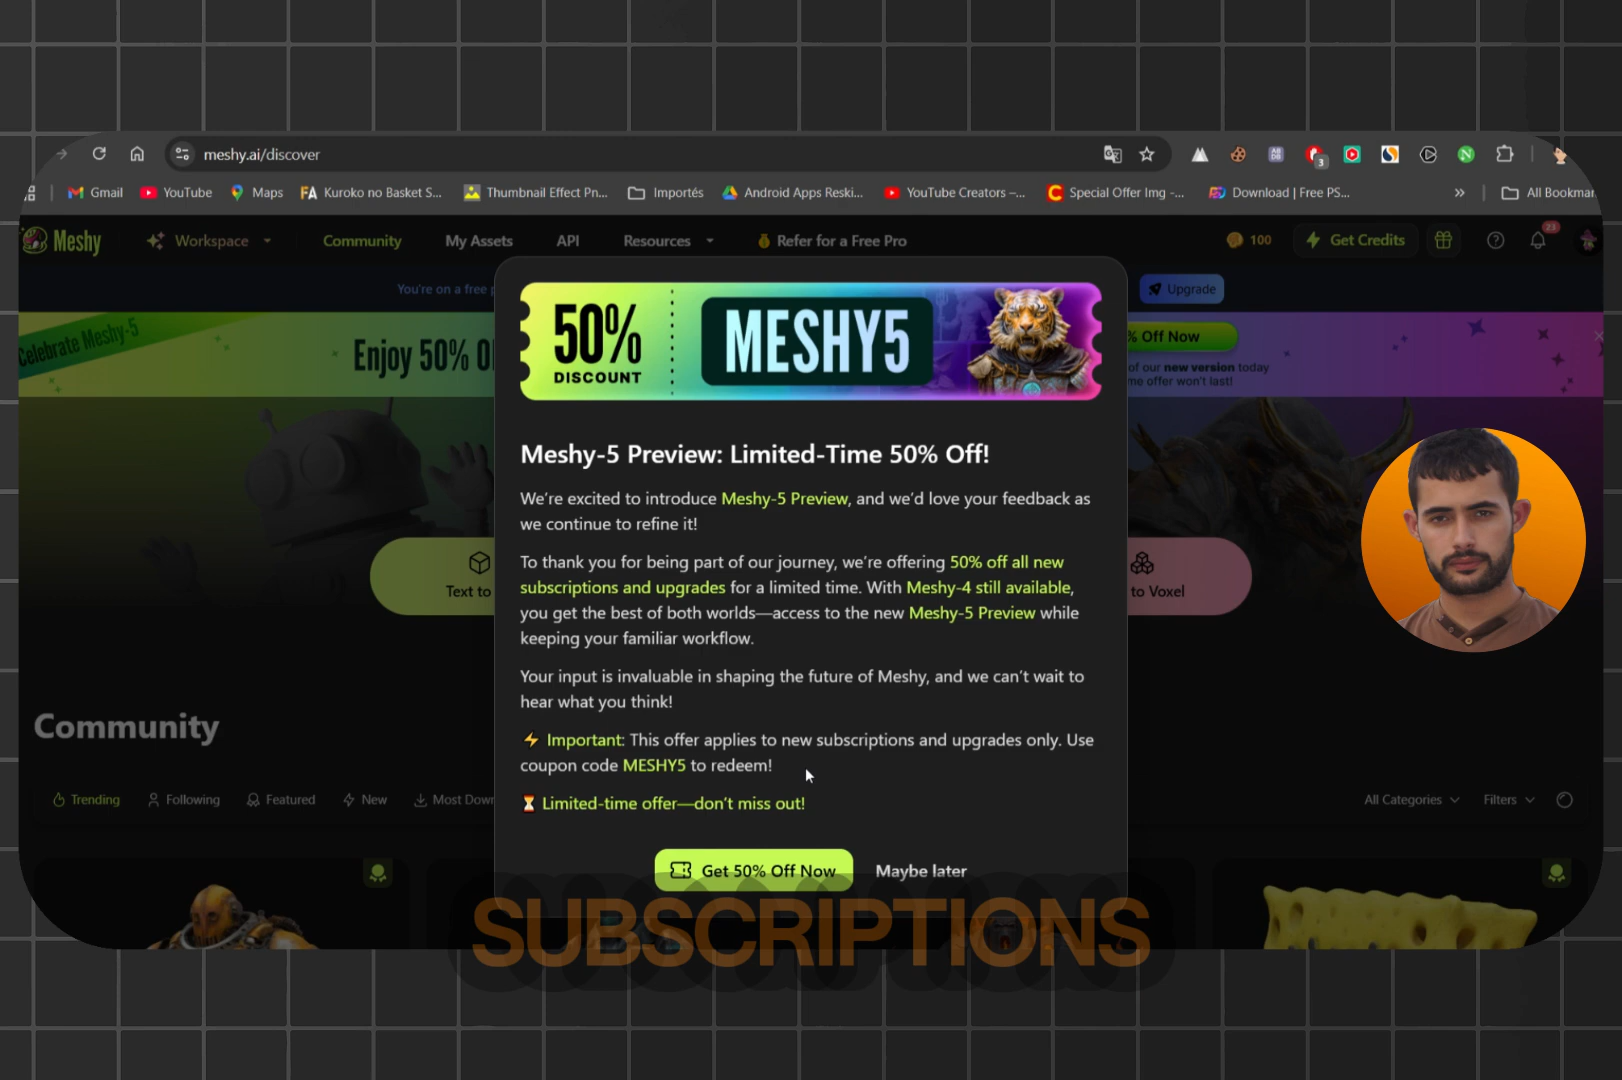 meshy.ai/discover
3
Gmail YouTube Maps FA Kuroko no Basket S... Thumbnail Effect Pn... Importés Android Apps Reski... YouTube Creators –... Special Offer Img -... Download | Free PS... » All Bookmar
Meshy Workspace Community My Assets API Resources Refer for a Free Pro 100 Get Credits 23
You're on a free p Upgrade
Celebrate Meshy-5
Enjoy 50% O % Off Now
of our new version today
me offer won't last!
50%
DISCOUNT
MESHY5
Meshy-5 Preview: Limited-Time 50% Off!
We're excited to introduce Meshy-5 Preview, and we'd love your feedback as
we continue to refine it!
To thank you for being part of our journey, we're offering 50% off all new
subscriptions and upgrades for a limited time. With Meshy-4 still available,
you get the best of both worlds—access to the new Meshy-5 Preview while
keeping your familiar workflow.
Your input is invaluable in shaping the future of Meshy, and we can't wait to
hear what you think!
Important: This offer applies to new subscriptions and upgrades only. Use
coupon code MESHY5 to redeem!
Limited-time offer—don't miss out!
Get 50% Off Now Maybe later
Text to to Voxel
Community
Trending Following Featured New Most Down All Categories Filters
SUBSCRIPTIONS